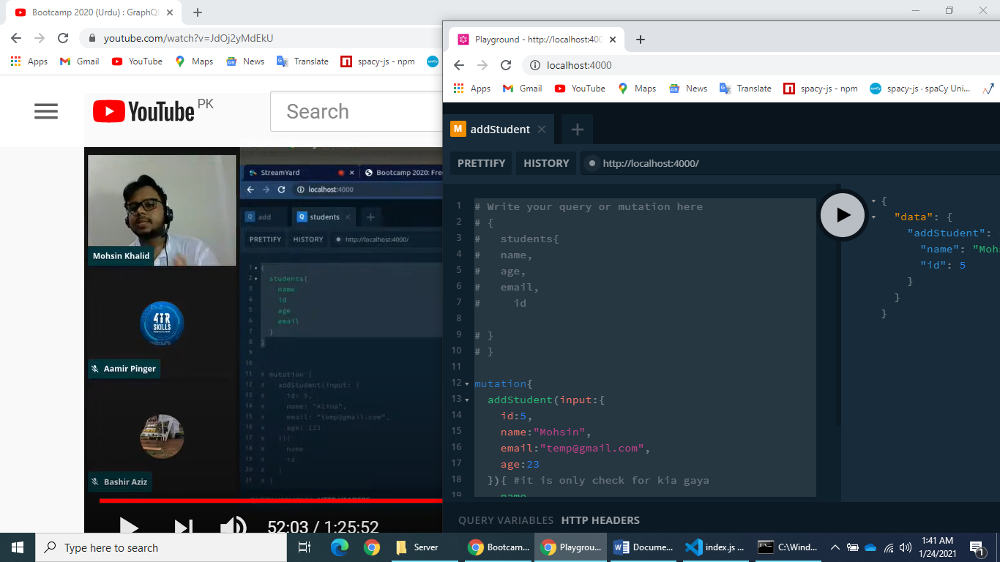 Bootcamp 2020 (Urdu) : GraphQL
youtube.com/watch?v=JdOj2yMdEkU
Apps Gmail YouTube Maps News Translate spacy-js - npm
YouTube PK
Search
StreamYard Bootcamp 2020: Fre
localhost:4000
add students
PRETTIFY HISTORY http://localhost:4000/
1 {
2 students{
3 name
4 id
5 age
6 email
7 }
8 }
9
10
11 # mutation {
12 # addStudent(input: {
13 # id: 5,
14 # name:
15 # email: "temp@gmail.com",
16 # age:
17 # }){
18 # name
19 # id
20 # }
21 # }
QUERY VARIABLES HTTP HEADERS
Mohsin Khalid
4IR
SKILLS
Aamir Pinger
Bashir Aziz
52:03 / 1:25:52
Playground - http://localhost:400
localhost:4000
Apps Gmail YouTube Maps News Translate spacy-js - npm spaCy spacy-js · spaCy Uni...
M addStudent
PRETTIFY HISTORY http://localhost:4000/
1 # Write your query or mutation here
2 # {
3 # students{
4 # name,
5 # age,
6 # email,
7 # id
8
9 # }
10 # }
11
12 mutation{
13 addStudent(input:{
14 id:5,
15 name:"Mohsin",
16 email:"temp@gmail.com",
17 age:23
18 }){ #it is only check for kia gaya
19 name
{
"data": {
"addStudent":
"name": "Moh
"id": 5
}
}
}
QUERY VARIABLES HTTP HEADERS
Type here to search
Server
Bootcam...
Playgrou...
Docume...
index.js ...
C:\Wind...
1:41 AM
1/24/2021
1